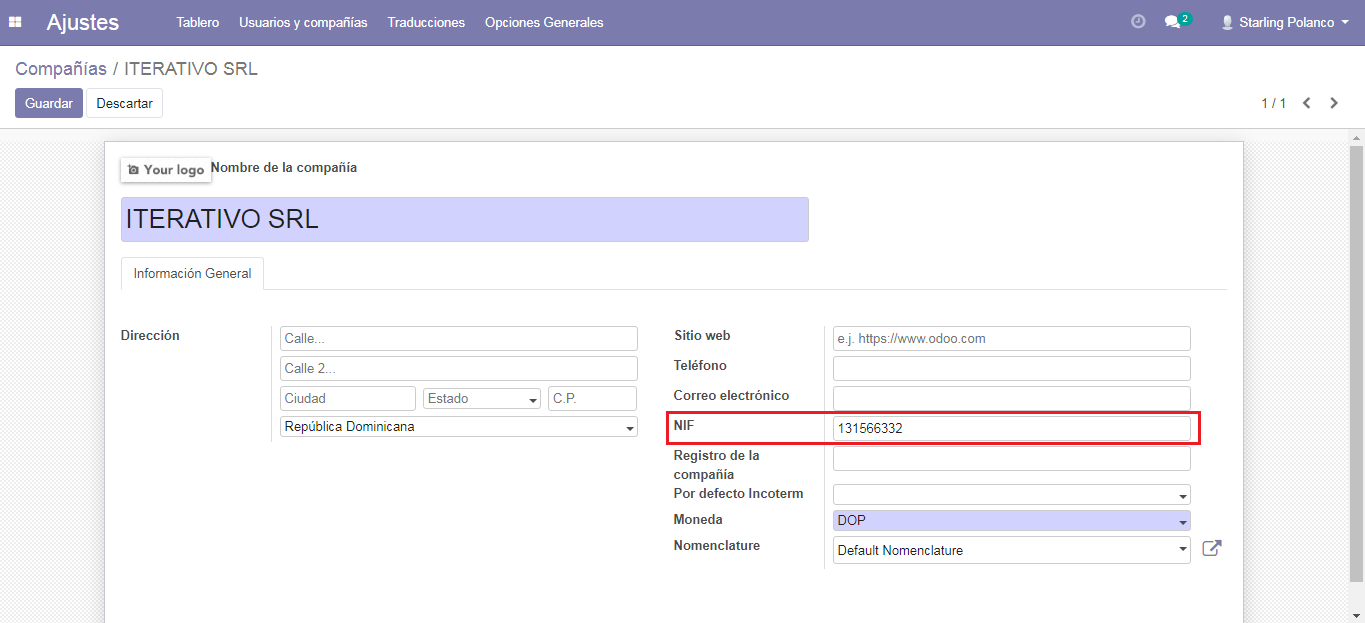 Ajustes Tablero Usuarios y compañías Traducciones Opciones Generales 2 Starling Polanco
Compañías / ITERATIVO SRL
Guardar Descartar 1 / 1
Your logo Nombre de la compañía
ITERATIVO SRL
Información General
Dirección
Calle...
Calle 2...
Ciudad Estado C.P.
República Dominicana
Sitio web e.j. https://www.odoo.com
Teléfono
Correo electrónico
NIF 131566332
Registro de la
compañía
Por defecto Incoterm
Moneda DOP
Nomenclature Default Nomenclature